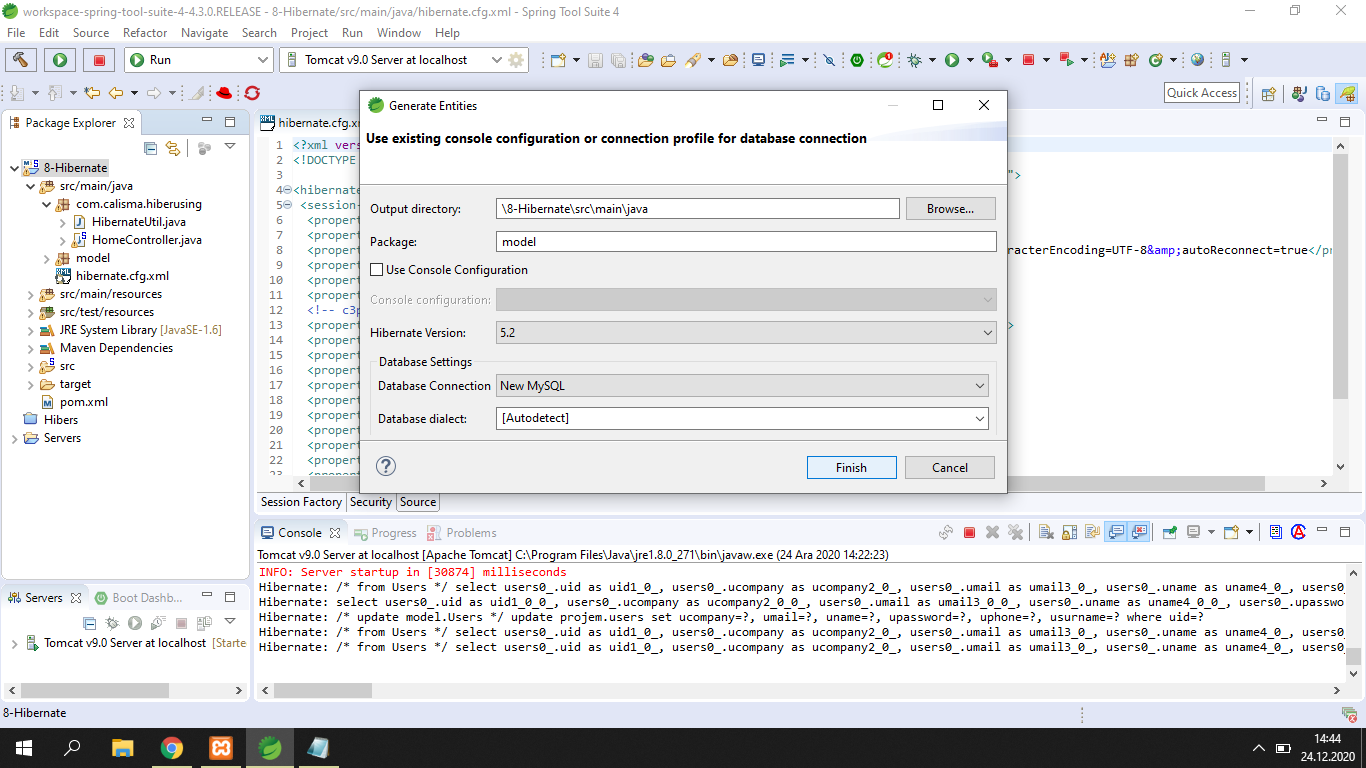 workspace-spring-tool-suite-4-4.3.0.RELEASE - 8-Hibernate/src/main/java/hibernate.cfg.xml - Spring Tool Suite 4
File Edit Source Refactor Navigate Search Project Run Window Help
Run
Tomcat v9.0 Server at localhost
Quick Access
Package Explorer
8-Hibernate
src/main/java
com.calisma.hiberusing
HibernateUtil.java
HomeController.java
model
hibernate.cfg.xml
src/main/resources
src/test/resources
JRE System Library [JavaSE-1.6]
Maven Dependencies
src
target
pom.xml
Hibers
Servers
hibernate.cfg.x
1 <?xml vers
2 <!DOCTYPE
3 ">
4 <hibernate
5 <session-
6 <propert
7 <propert
8 <propert racterEncoding=UTF-8&amp;autoReconnect=true</pr
9 <propert
10 <propert
11 <propert
12 <!-- c3p
13 <propert >
14 <propert
15 <propert
16 <propert
17 <propert
18 <propert
19 <propert
20 <propert
21 <propert
22 <propert
23 <propert
Session Factory Security Source
Generate Entities
Use existing console configuration or connection profile for database connection
Output directory: \8-Hibernate\src\main\java Browse...
Package: model
Use Console Configuration
Console configuration:
Hibernate Version: 5.2
Database Settings
Database Connection New MySQL
Database dialect: [Autodetect]
Finish Cancel
Console Progress Problems
Tomcat v9.0 Server at localhost [Apache Tomcat] C:\Program Files\Java\jre1.8.0_271\bin\javaw.exe (24 Ara 2020 14:22:23)
INFO: Server startup in [30874] milliseconds
Hibernate: /* from Users */ select users0_.uid as uid1_0_, users0_.ucompany as ucompany2_0_, users0_.umail as umail3_0_, users0_.uname as uname4_0_, users0_
Hibernate: select users0_.uid as uid1_0_0_, users0_.ucompany as ucompany2_0_0_, users0_.umail as umail3_0_0_, users0_.uname as uname4_0_0_, users0_.upasswo
Hibernate: /* update model.Users */ update projem.users set ucompany=?, umail=?, uname=?, upassword=?, uphone=?, usurname=? where uid=?
Hibernate: /* from Users */ select users0_.uid as uid1_0_, users0_.ucompany as ucompany2_0_, users0_.umail as umail3_0_, users0_.uname as uname4_0_, users0_
Hibernate: /* from Users */ select users0_.uid as uid1_0_, users0_.ucompany as ucompany2_0_, users0_.umail as umail3_0_, users0_.uname as uname4_0_, users0_
Servers Boot Dashb...
Tomcat v9.0 Server at localhost [Starte
8-Hibernate
14:44
24.12.2020